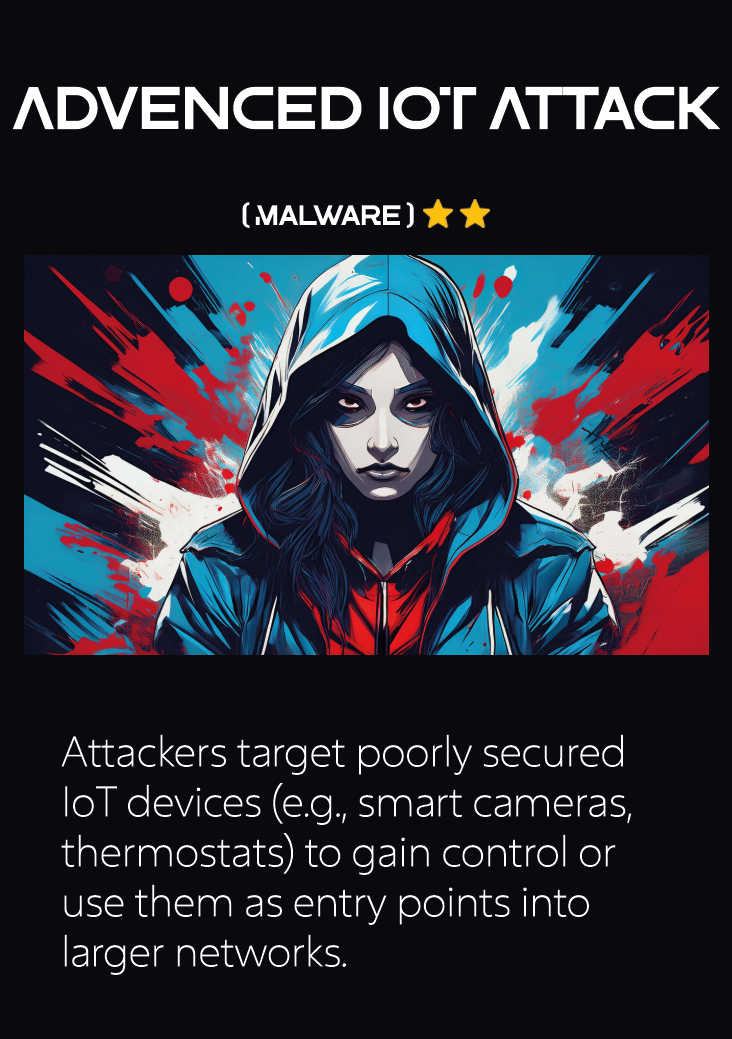 ADVENCED IOT ATTACK
(MALWARE) ⭐⭐
Attackers target poorly secured
IoT devices (e.g., smart cameras,
thermostats) to gain control or
use them as entry points into
larger networks.